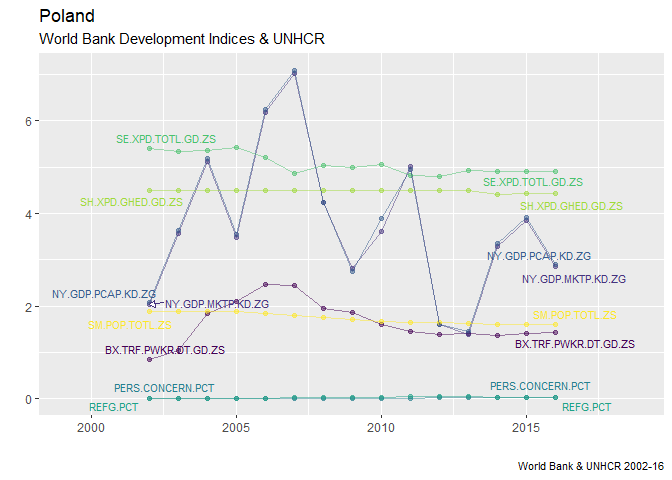 Poland
World Bank Development Indices & UNHCR
6
SE.XPD.TOTL.GD.ZS
SE.XPD.TOTL.GD.ZS
SH.XPD.GHED.GD.ZS
SH.XPD.GHED.GD.ZS
4
NY.GDP.PCAP.KD.ZG
NY.GDP.MKTP.KD.ZG
NY.GDP.PCAP.KD.ZG
NY.GDP.MKTP.KD.ZG
2
SM.POP.TOTL.ZS
SM.POP.TOTL.ZS
BX.TRF.PWKR.DT.GD.ZS
BX.TRF.PWKR.DT.GD.ZS
PERS.CONCERN.PCT
PERS.CONCERN.PCT
0
REFG.PCT
REFG.PCT
2000
2005
2010
2015
World Bank & UNHCR 2002-16